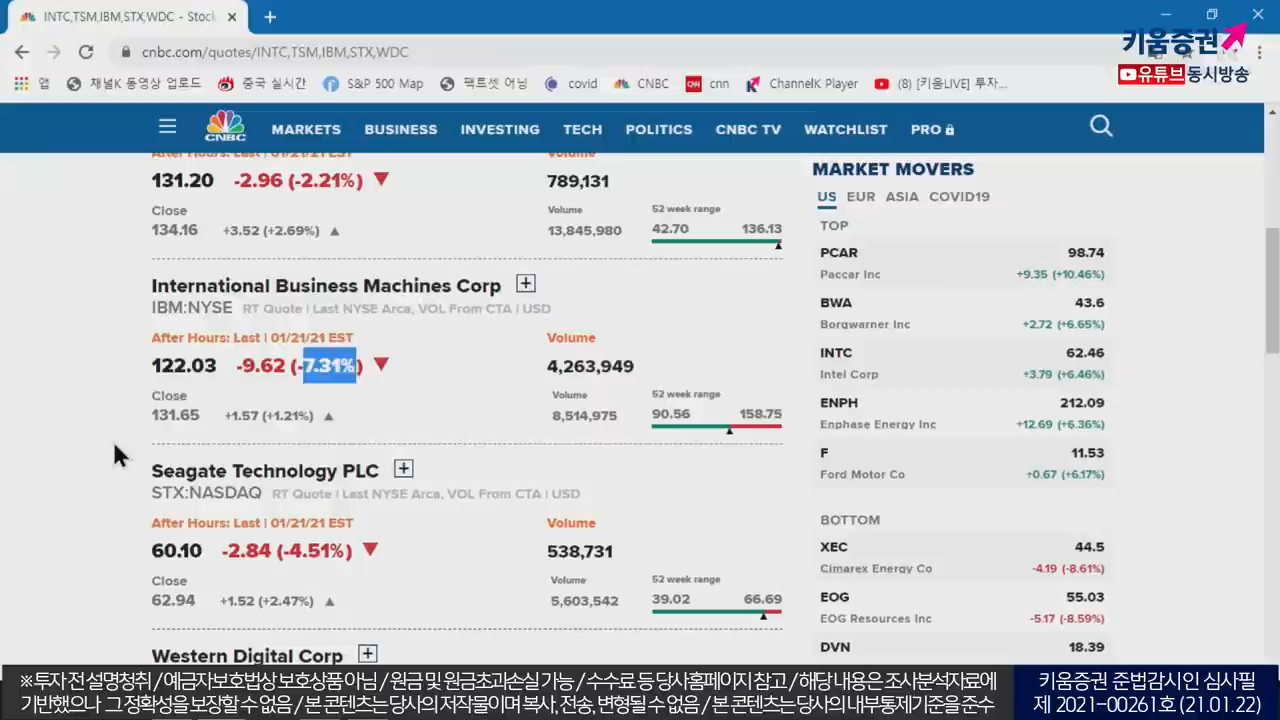 INTC,TSM,IBM,STX,WDC - Stock
cnbc.com/quotes/INTC,TSM,IBM,STX,WDC
키움증권
유튜브동시방송
앱 채널K 동영상 업로드 중국 실시간 S&P 500 Map 팩트셋 어닝 covid CNBC cnn ChannelK Player (8) [키움LIVE] 투자...
CNBC MARKETS BUSINESS INVESTING TECH POLITICS CNBC TV WATCHLIST PRO
After Hours: Last | 01/21/21 EST Volume
131.20 -2.96 (-2.21%) ▼ 789,131
Close Volume 52 week range
134.16 +3.52 (+2.69%) ▲ 13,845,980 42.70 136.13
International Business Machines Corp
IBM:NYSE RT Quote | Last NYSE Arca, VOL From CTA | USD
After Hours: Last | 01/21/21 EST Volume
122.03 -9.62 (-7.31%) ▼ 4,263,949
Close Volume 52 week range
131.65 +1.57 (+1.21%) ▲ 8,514,975 90.56 158.75
Seagate Technology PLC
STX:NASDAQ RT Quote | Last NYSE Arca, VOL From CTA | USD
After Hours: Last | 01/21/21 EST Volume
60.10 -2.84 (-4.51%) ▼ 538,731
Close Volume 52 week range
62.94 +1.52 (+2.47%) ▲ 5,603,542 39.02 66.69
Western Digital Corp
MARKET MOVERS
US EUR ASIA COVID19
TOP
PCAR 98.74
Paccar Inc +9.35 (+10.46%)
BWA 43.6
Borgwarner Inc +2.72 (+6.65%)
INTC 62.46
Intel Corp +3.79 (+6.46%)
ENPH 212.09
Enphase Energy Inc +12.69 (+6.36%)
F 11.53
Ford Motor Co +0.67 (+6.17%)
BOTTOM
XEC 44.5
Cimarex Energy Co -4.19 (-8.61%)
EOG 55.03
EOG Resources Inc -5.17 (-8.59%)
DVN 18.39
※투자 전 설명청취 / 예금자보호법상 보호상품 아님 / 원금 및 원금초과손실 가능 / 수수료 등 당사홈페이지 참고 / 해당 내용은 조사분석자료에
기반했으나 그 정확성을 보장할 수 없음 / 본 콘텐츠는 당사의 저작물이며 복사, 전송, 변형될 수 없음 / 본 콘텐츠는 당사의 내부통제기준을 준수
키움증권 준법감시인 심사필
제 2021-00261호 (21.01.22)